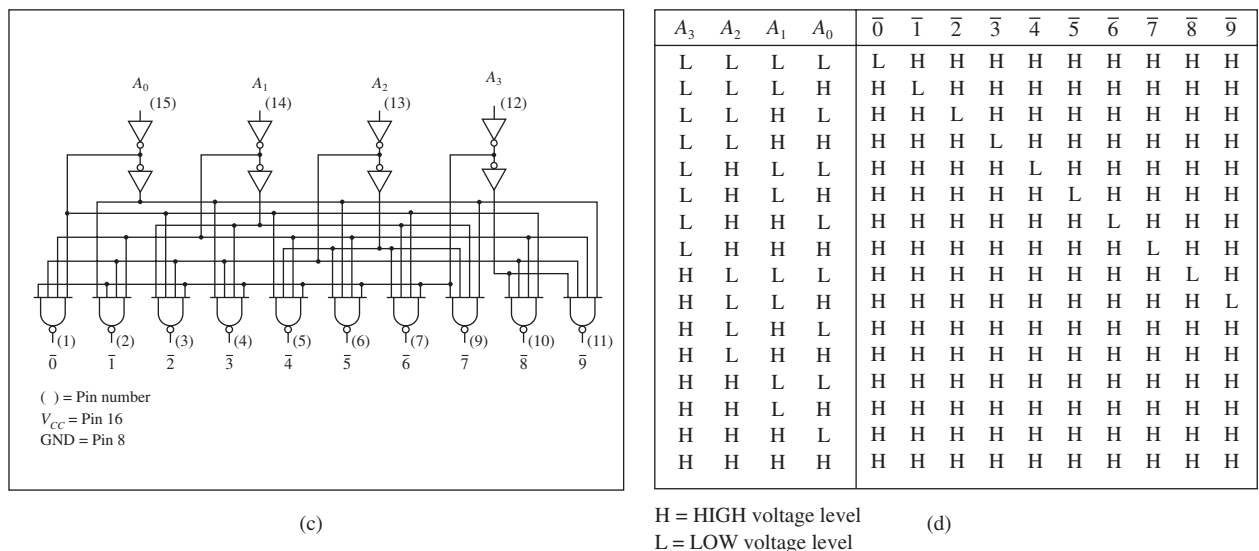 A0 A1 A2 A3
(15) (14) (13) (12)
(1) (2) (3) (4) (5) (6) (7) (9) (10) (11)
0̅ 1̅ 2̅ 3̅ 4̅ 5̅ 6̅ 7̅ 8̅ 9̅
( ) = Pin number
VCC = Pin 16
GND = Pin 8
(c)
A3 A2 A1 A0 0̅ 1̅ 2̅ 3̅ 4̅ 5̅ 6̅ 7̅ 8̅ 9̅
L L L L L H H H H H H H H H
L L L H H L H H H H H H H H
L L H L H H L H H H H H H H
L L H H H H H L H H H H H H
L H L L H H H H L H H H H H
L H L H H H H H H L H H H H
L H H L H H H H H H L H H H
L H H H H H H H H H H L H H
H L L L H H H H H H H H L H
H L L H H H H H H H H H H L
H L H L H H H H H H H H H H
H L H H H H H H H H H H H H
H H L L H H H H H H H H H H
H H L H H H H H H H H H H H
H H H L H H H H H H H H H H
H H H H H H H H H H H H H H
H = HIGH voltage level
L = LOW voltage level
(d)